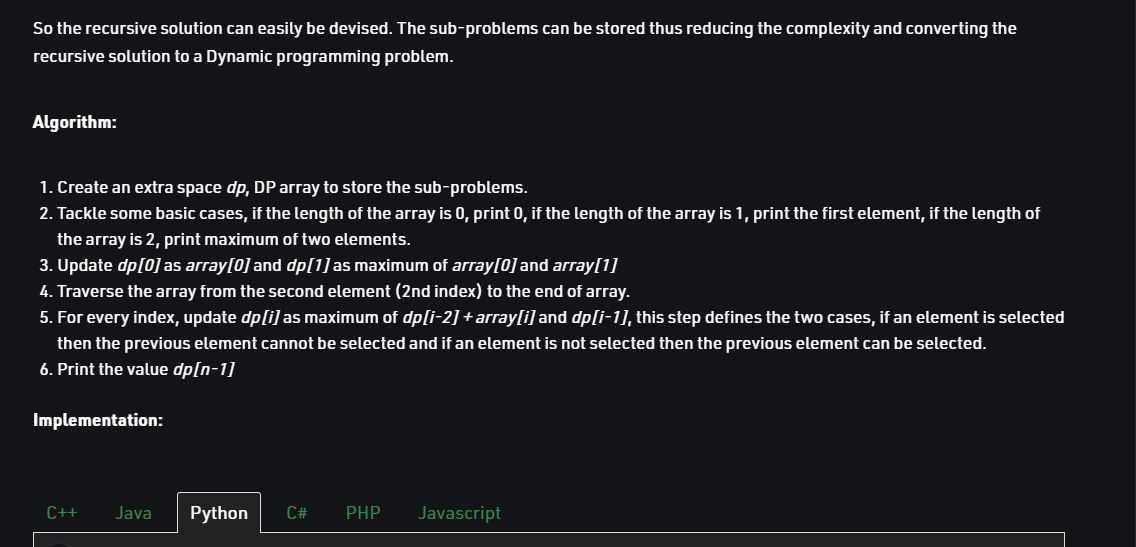 So the recursive solution can easily be devised. The sub-problems can be stored thus reducing the complexity and converting the
recursive solution to a Dynamic programming problem.
Algorithm:
1. Create an extra space dp, DP array to store the sub-problems.
2. Tackle some basic cases, if the length of the array is 0, print 0, if the length of the array is 1, print the first element, if the length of
the array is 2, print maximum of two elements.
3. Update dp[0] as array[0] and dp[1] as maximum of array[0] and array[1]
4. Traverse the array from the second element (2nd index) to the end of array.
5. For every index, update dp[i] as maximum of dp[i-2] + array[i] and dp[i-1], this step defines the two cases, if an element is selected
then the previous element cannot be selected and if an element is not selected then the previous element can be selected.
6. Print the value dp[n-1]
Implementation:
C++ Java Python C# PHP Javascript